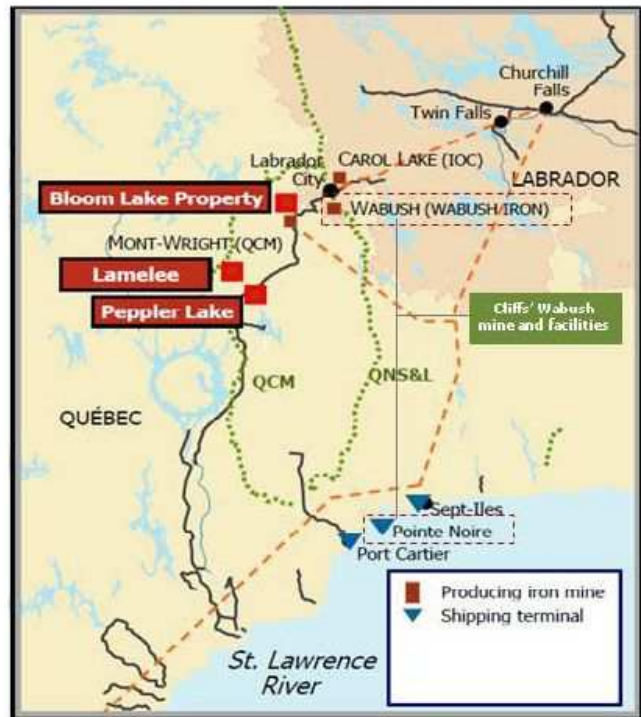 Churchill
Falls
Twin Falls
Labrador
City
CAROL LAKE (IOC)
LABRADOR
Bloom Lake Property
WABUSH (WABUSH IRON)
MONT-WRIGHT (QCM)
Lamelee
Peppler Lake
Cliffs' Wabush
mine and facilities
QCM
QNS&L
QUÉBEC
Sept-Iles
Pointe Noire
Port Cartier
Producing iron mine
Shipping terminal
St. Lawrence
River